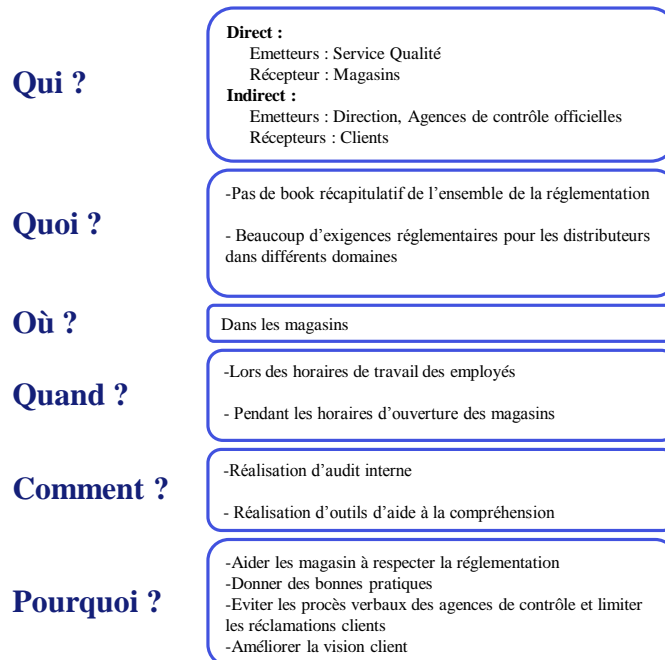 Qui ?
Direct :
Emetteurs : Service Qualité
Récepteur : Magasins
Indirect :
Emetteurs : Direction, Agences de contrôle officielles
Récepteurs : Clients
Quoi ?
-Pas de book récapitulatif de l’ensemble de la réglementation
- Beaucoup d’exigences réglementaires pour les distributeurs
dans différents domaines
Où ?
Dans les magasins
Quand ?
-Lors des horaires de travail des employés
- Pendant les horaires d’ouverture des magasins
Comment ?
-Réalisation d’audit interne
- Réalisation d’outils d’aide à la compréhension
Pourquoi ?
-Aider les magasin à respecter la réglementation
-Donner des bonnes pratiques
-Eviter les procès verbaux des agences de contrôle et limiter
les réclamations clients
-Améliorer la vision client